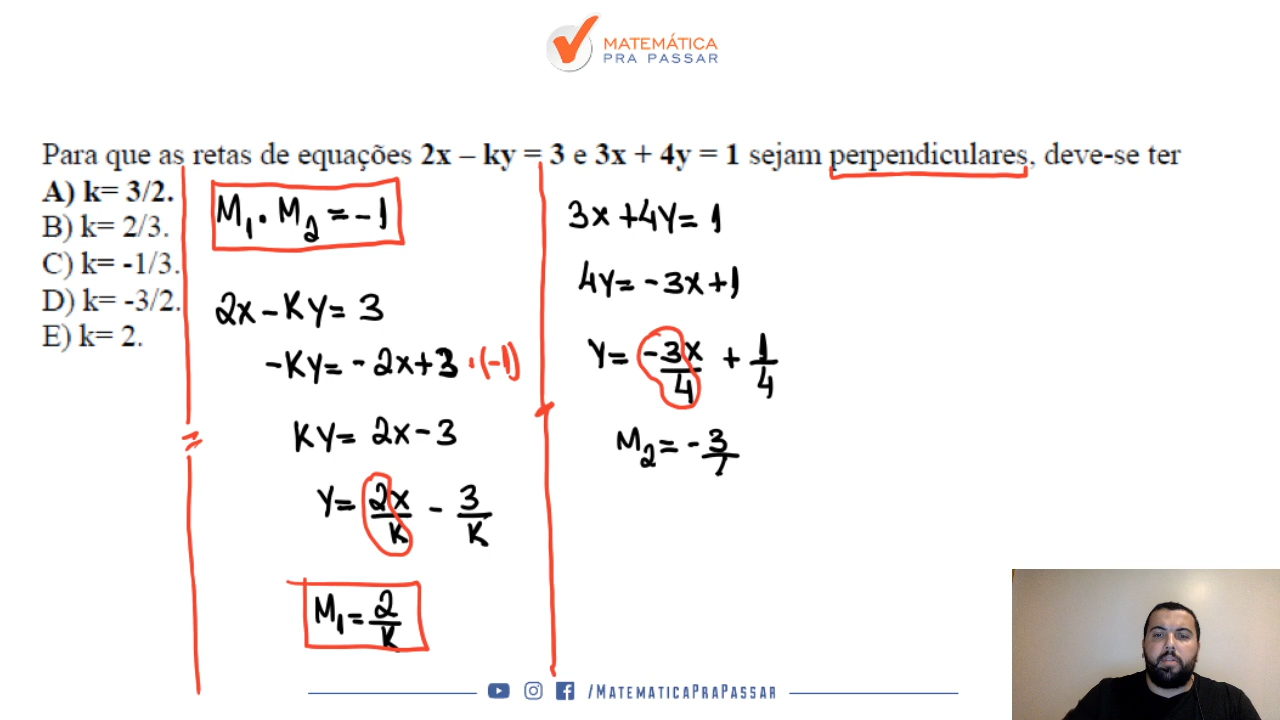 MATEMÁTICA
PRA PASSAR
Para que as retas de equações 2x – ky = 3 e 3x + 4y = 1 sejam perpendiculares, deve-se ter
A) k= 3/2.
B) k= 2/3.
C) k= -1/3.
D) k= -3/2.
E) k= 2.
M₁ . M₂ = -1
2x - KY = 3
-KY = -2x+3 .(-1)
KY = 2x - 3
Y = 2x/K - 3/K
M₁ = 2/K
3x + 4Y = 1
4Y = -3x + 1
Y = -3x/4 + 1/4
M₂ = -3/
/MATEMATICAPRAPASSAR